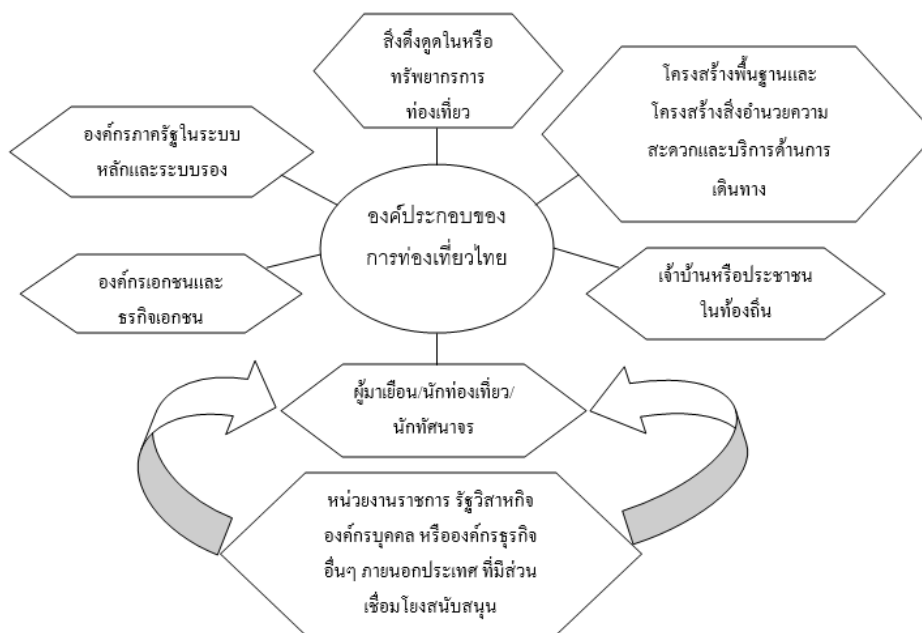 สิ่งดึงดูดในหรือ
ทรัพยากรการ
ท่องเที่ยว
โครงสร้างพื้นฐานและ
โครงสร้างสิ่งอำนวยความ
สะดวกและบริการด้านการ
เดินทาง
องค์กรภาครัฐในระบบ
หลักและระบบรอง
องค์ประกอบของ
การท่องเที่ยวไทย
องค์กรเอกชนและ
ธรกิจเอกชน
เจ้าบ้านหรือประชาชน
ในท้องถิ่น
ผู้มาเยือน/นักท่องเที่ยว/
นักทัศนาจร
หน่วยงานราชการ รัฐวิสาหกิจ
องค์กรบุคคล หรือองค์กรธุรกิจ
อื่นๆ ภายนอกประเทศ ที่มีส่วน
เชื่อมโยงสนับสนุน